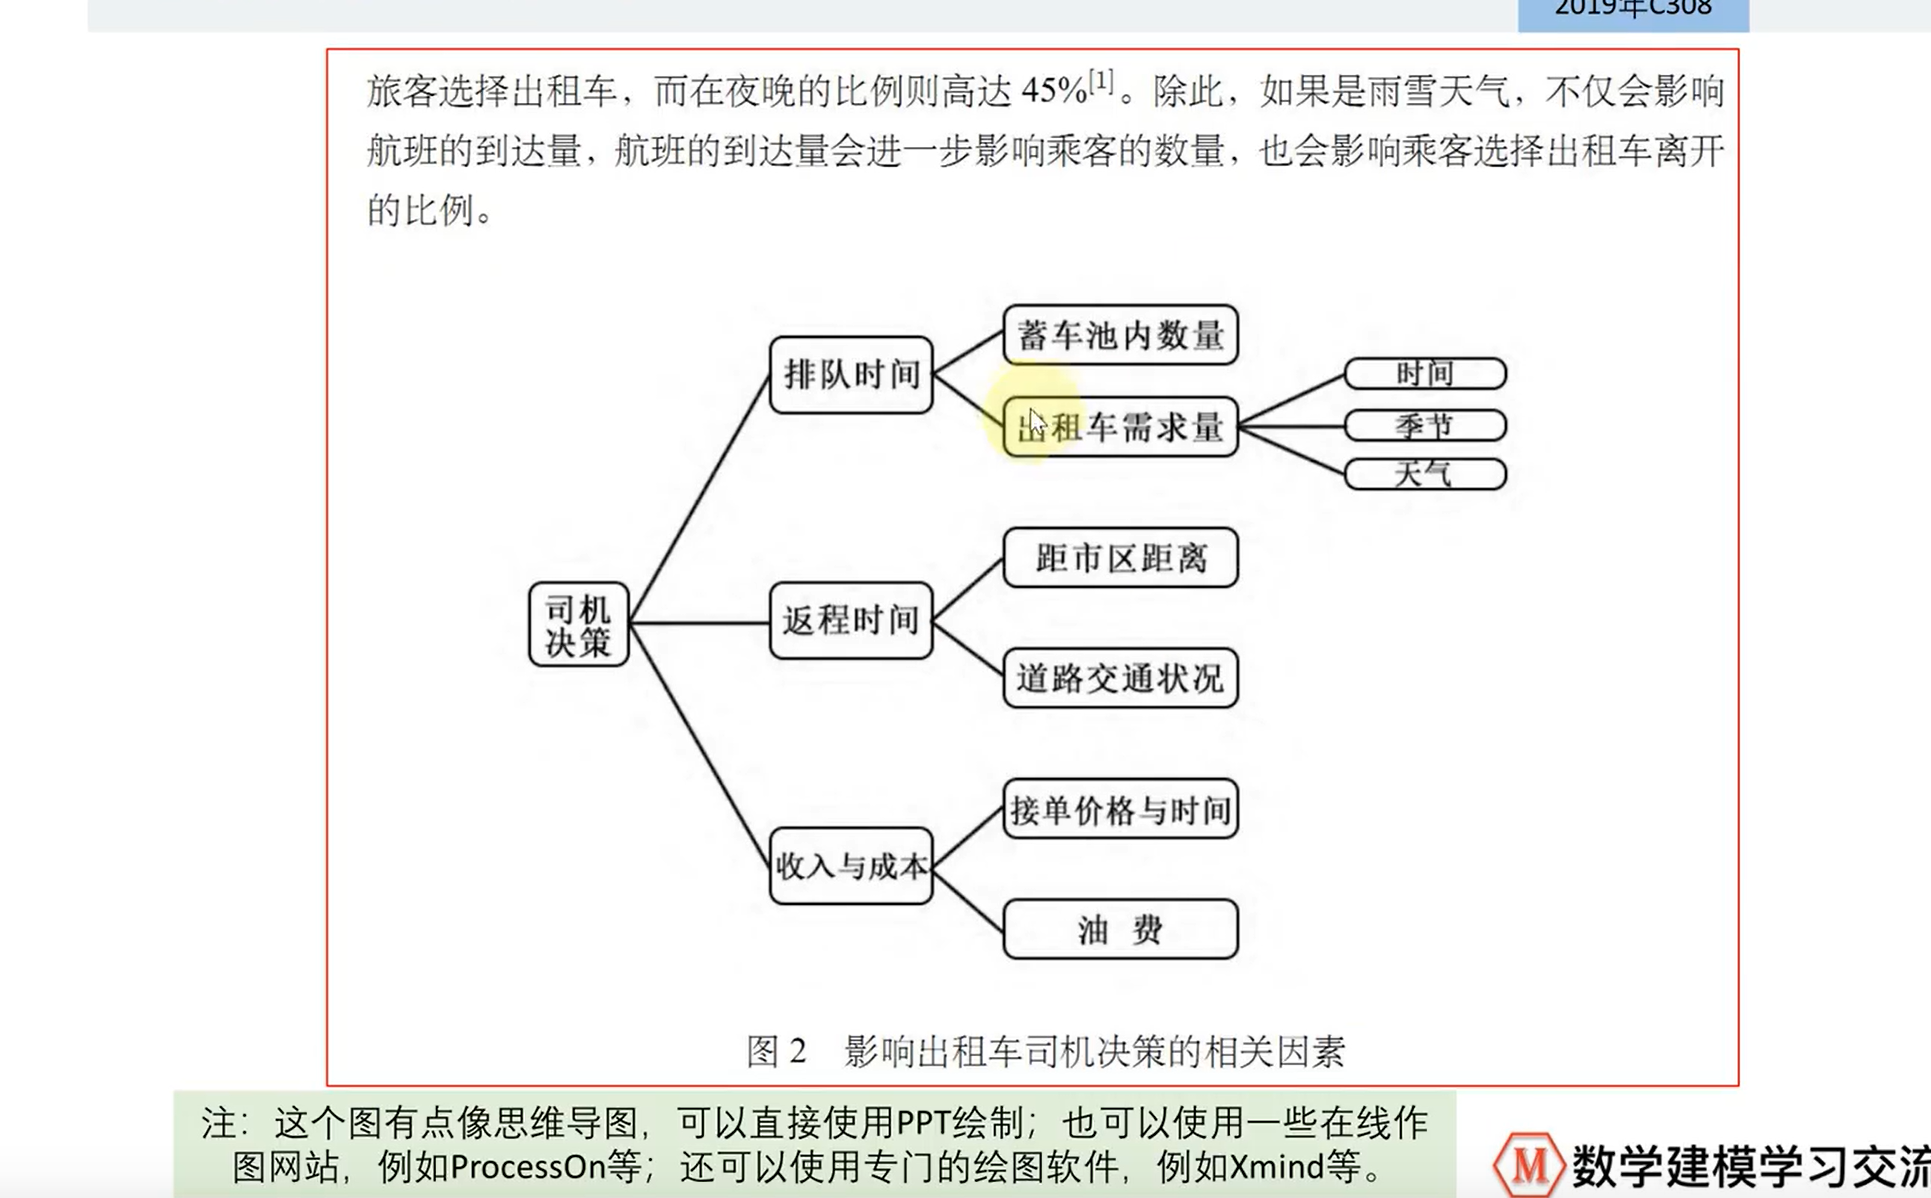 2019年C308
旅客选择出租车，而在夜晚的比例则高达 45%[1]。除此，如果是雨雪天气，不仅会影响
航班的到达量，航班的到达量会进一步影响乘客的数量，也会影响乘客选择出租车离开
的比例。
蓄车池内数量
排队时间
时间
出租车需求量
季节
天气
距市区距离
司机
决策
返程时间
道路交通状况
接单价格与时间
收入与成本
油 费
图 2 影响出租车司机决策的相关因素
注：这个图有点像思维导图，可以直接使用PPT绘制；也可以使用一些在线作
图网站，例如ProcessOn等；还可以使用专门的绘图软件，例如Xmind等。
M 数学建模学习交流